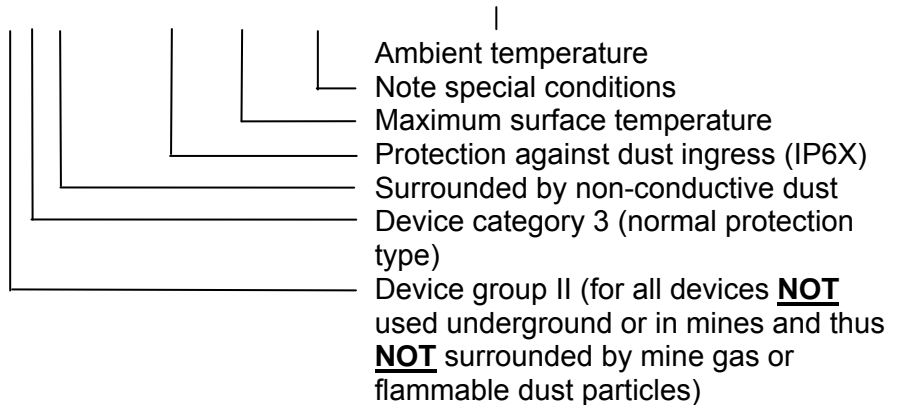 Ambient temperature
Note special conditions
Maximum surface temperature
Protection against dust ingress (IP6X)
Surrounded by non-conductive dust
Device category 3 (normal protection
type)
Device group II (for all devices NOT
used underground or in mines and thus
NOT surrounded by mine gas or
flammable dust particles)